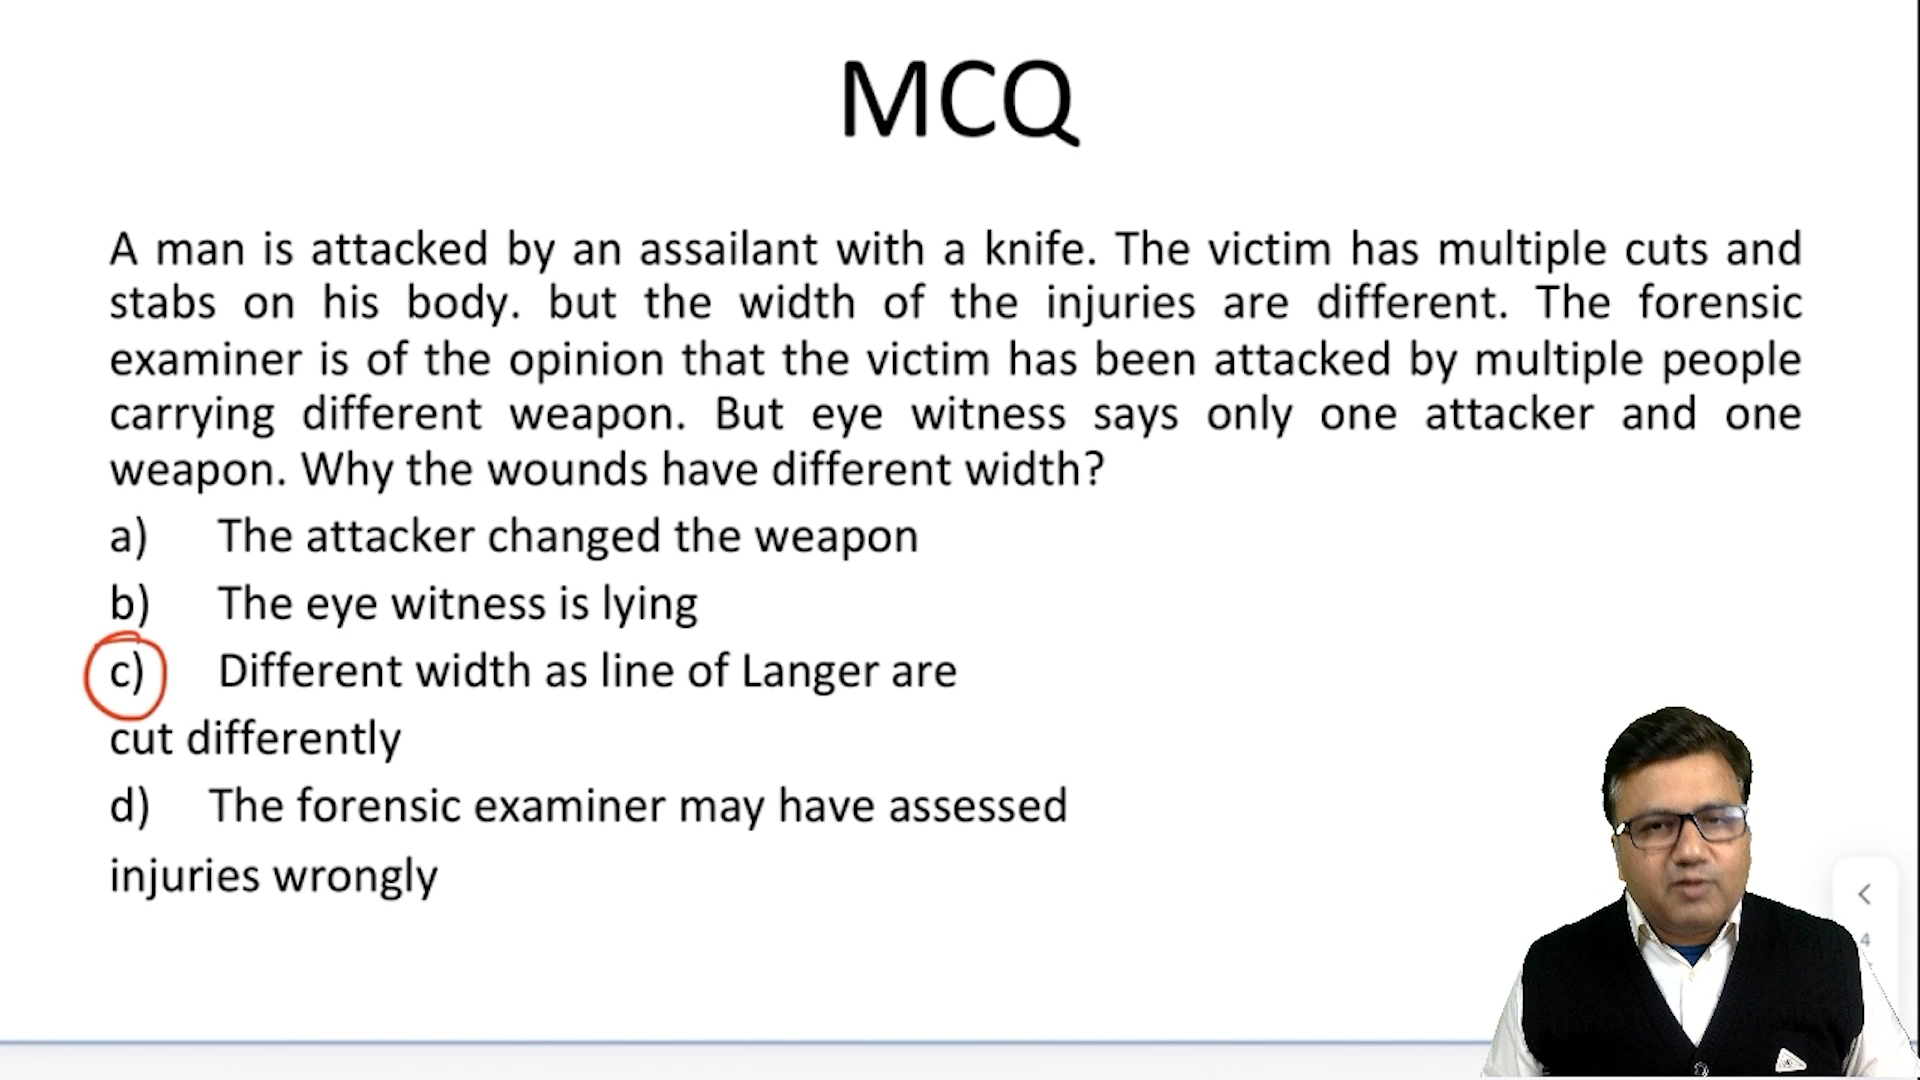 MCQ
A man is attacked by an assailant with a knife. The victim has multiple cuts and
stabs on his body. but the width of the injuries are different. The forensic
examiner is of the opinion that the victim has been attacked by multiple people
carrying different weapon. But eye witness says only one attacker and one
weapon. Why the wounds have different width?
a) The attacker changed the weapon
b) The eye witness is lying
c) Different width as line of Langer are
cut differently
d) The forensic examiner may have assessed
injuries wrongly
4